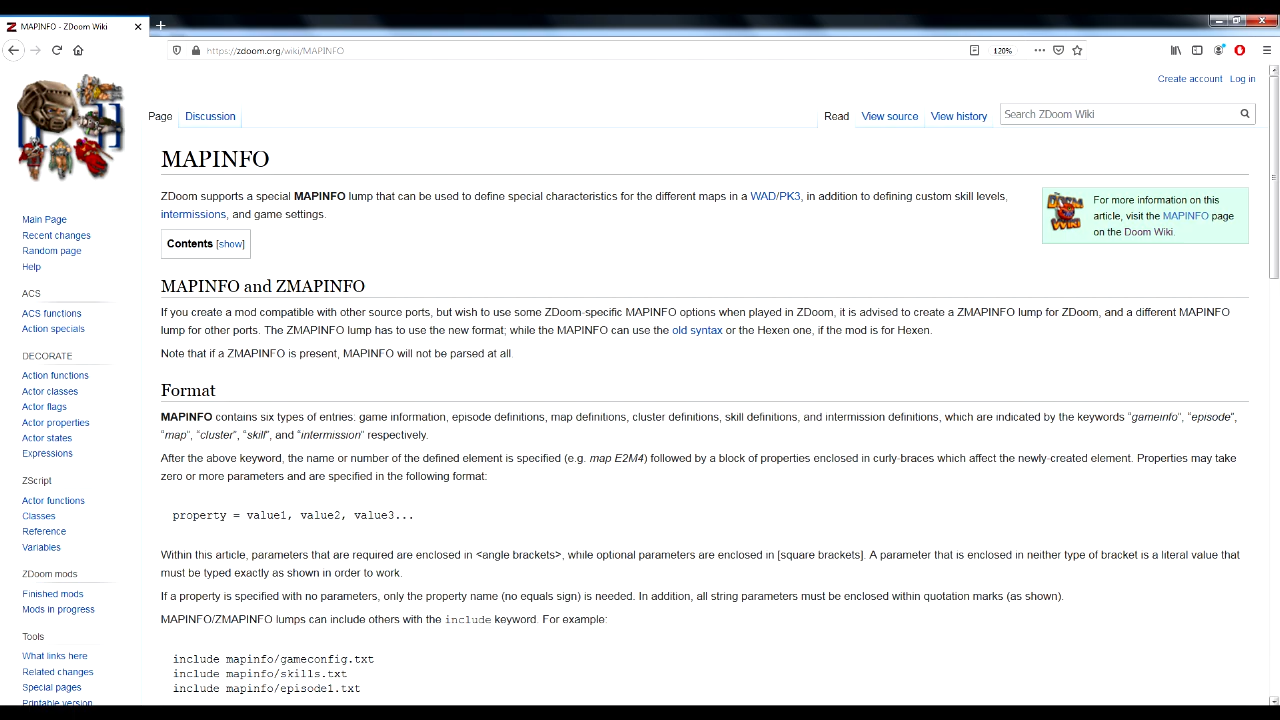 MAPINFO - ZDoom Wiki
https://zdoom.org/wiki/MAPINFO
120%
Create account Log in
Page Discussion Read View source View history Search ZDoom Wiki
MAPINFO
ZDoom supports a special MAPINFO lump that can be used to define special characteristics for the different maps in a WAD/PK3, in addition to defining custom skill levels,
intermissions, and game settings.
For more information on this
article, visit the MAPINFO page
on the Doom Wiki.
Contents [show]
MAPINFO and ZMAPINFO
If you create a mod compatible with other source ports, but wish to use some ZDoom-specific MAPINFO options when played in ZDoom, it is advised to create a ZMAPINFO lump for ZDoom, and a different MAPINFO
lump for other ports. The ZMAPINFO lump has to use the new format; while the MAPINFO can use the old syntax or the Hexen one, if the mod is for Hexen.
Note that if a ZMAPINFO is present, MAPINFO will not be parsed at all.
Format
MAPINFO contains six types of entries: game information, episode definitions, map definitions, cluster definitions, skill definitions, and intermission definitions, which are indicated by the keywords “gameinfo”, “episode”,
“map”, “cluster”, “skill”, and “intermission” respectively.
After the above keyword, the name or number of the defined element is specified (e.g. map E2M4) followed by a block of properties enclosed in curly-braces which affect the newly-created element. Properties may take
zero or more parameters and are specified in the following format:
property = value1, value2, value3...
Within this article, parameters that are required are enclosed in <angle brackets>, while optional parameters are enclosed in [square brackets]. A parameter that is enclosed in neither type of bracket is a literal value that
must be typed exactly as shown in order to work.
If a property is specified with no parameters, only the property name (no equals sign) is needed. In addition, all string parameters must be enclosed within quotation marks (as shown).
MAPINFO/ZMAPINFO lumps can include others with the include keyword. For example:
include mapinfo/gameconfig.txt
include mapinfo/skills.txt
include mapinfo/episode1.txt
Main Page
Recent changes
Random page
Help
ACS
ACS functions
Action specials
DECORATE
Action functions
Actor classes
Actor flags
Actor properties
Actor states
Expressions
ZScript
Actor functions
Classes
Reference
Variables
ZDoom mods
Finished mods
Mods in progress
Tools
What links here
Related changes
Special pages
Printable version